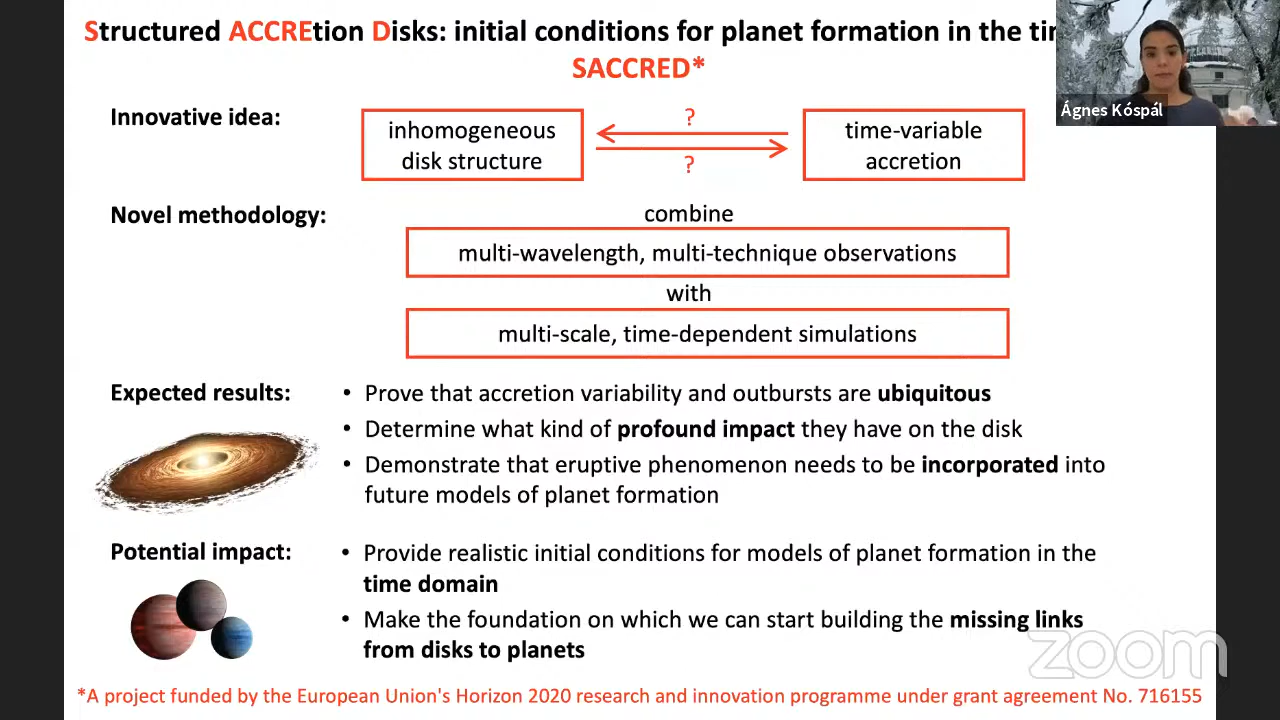 Structured ACCREtion Disks: initial conditions for planet formation in the
SACCRED*
Ágnes Kóspál
Innovative idea:
inhomogeneous
disk structure
?
?
time-variable
accretion
Novel methodology:
combine
multi-wavelength, multi-technique observations
with
multi-scale, time-dependent simulations
Expected results:
• Prove that accretion variability and outbursts are ubiquitous
• Determine what kind of profound impact they have on the disk
• Demonstrate that eruptive phenomenon needs to be incorporated into
future models of planet formation
Potential impact:
• Provide realistic initial conditions for models of planet formation in the
time domain
• Make the foundation on which we can start building the missing links
from disks to planets
zoom
*A project funded by the European Union's Horizon 2020 research and innovation programme under grant agreement No. 716155